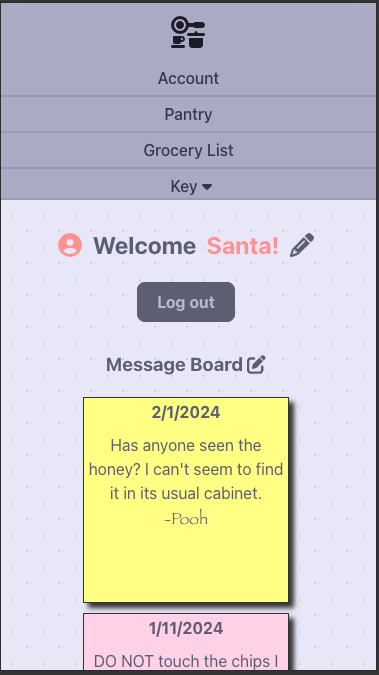 Account
Pantry
Grocery List
Key
Welcome Santa!
Log out
Message Board
2/1/2024
Has anyone seen the
honey? I can't seem to find
it in its usual cabinet.
-Pooh
1/11/2024
DO NOT touch the chips I